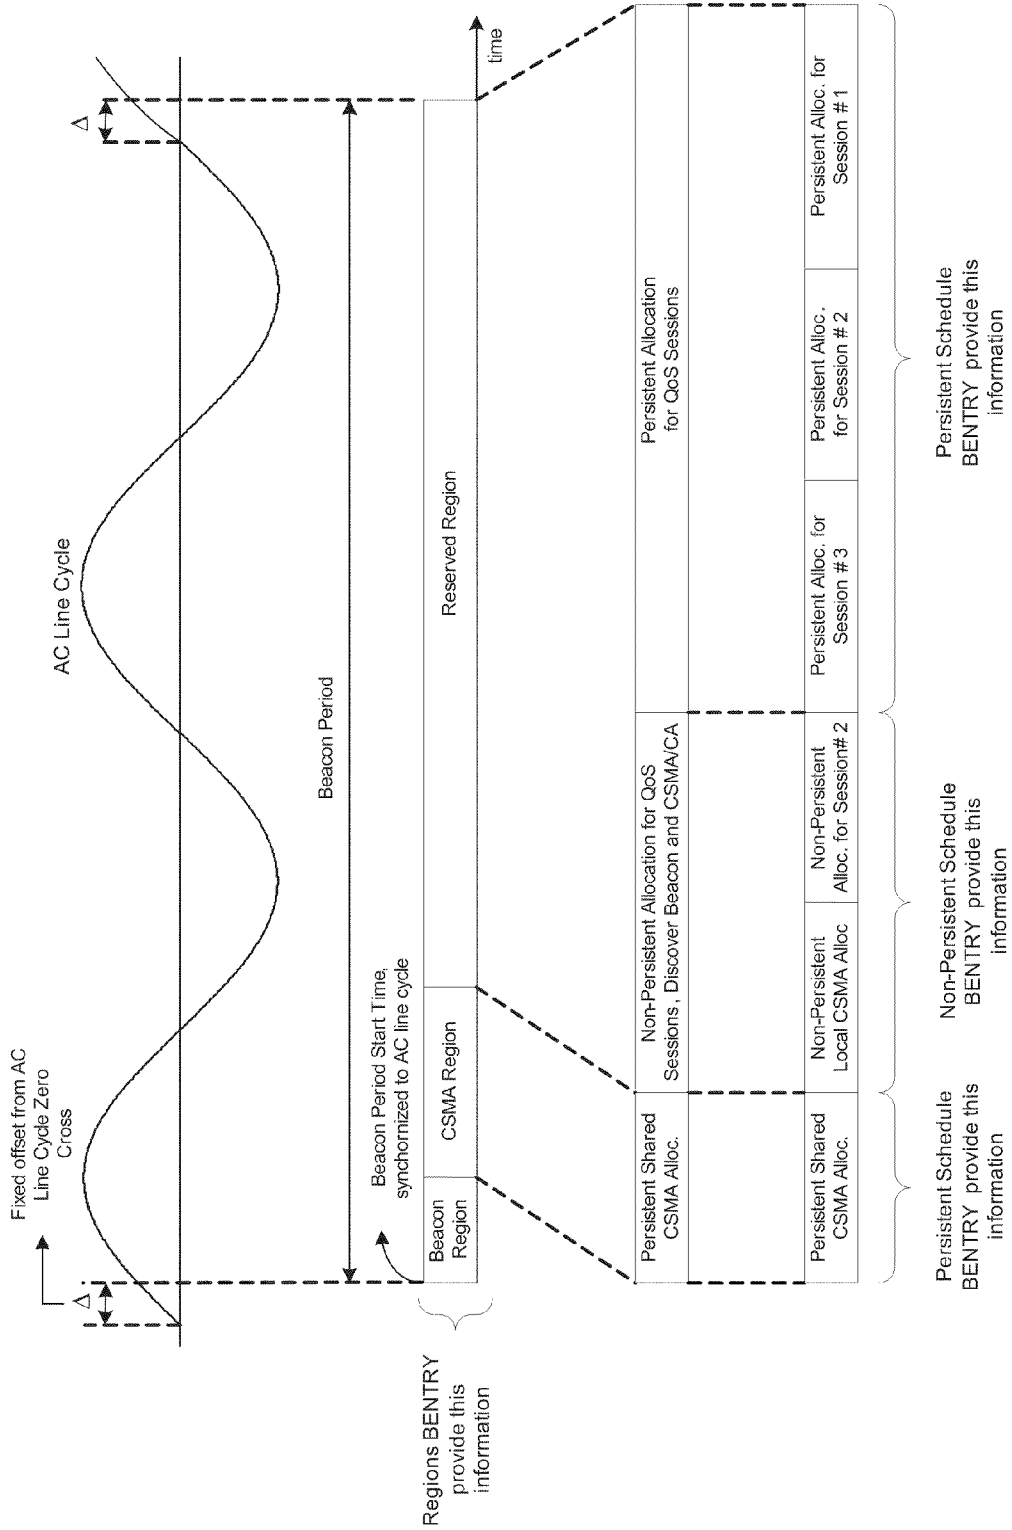 Fixed offset from AC
Line Cycle Zero
Cross
Δ
AC Line Cycle
Δ
Beacon Period
Beacon Period Start Time,
synchornized to AC line cycle
Regions BENTRY
provide this
information
Beacon
Region
CSMA Region
Reserved Region
time
Persistent Shared
CSMA Alloc.
Non-Persistent Allocation for QoS
Sessions, Discover Beacon and CSMA/CA
Persistent Allocation
for QoS Sessions
Persistent Shared
CSMA Alloc.
Non-Persistent
Local CSMA Alloc
Non-Persistent
Alloc. for Session# 2
Persistent Alloc. for
Session # 3
Persistent Alloc.
for Session # 2
Persistent Alloc. for
Session # 1
Persistent Schedule
BENTRY provide this
information
Non-Persistent Schedule
BENTRY provide this
information
Persistent Schedule
BENTRY provide this
information